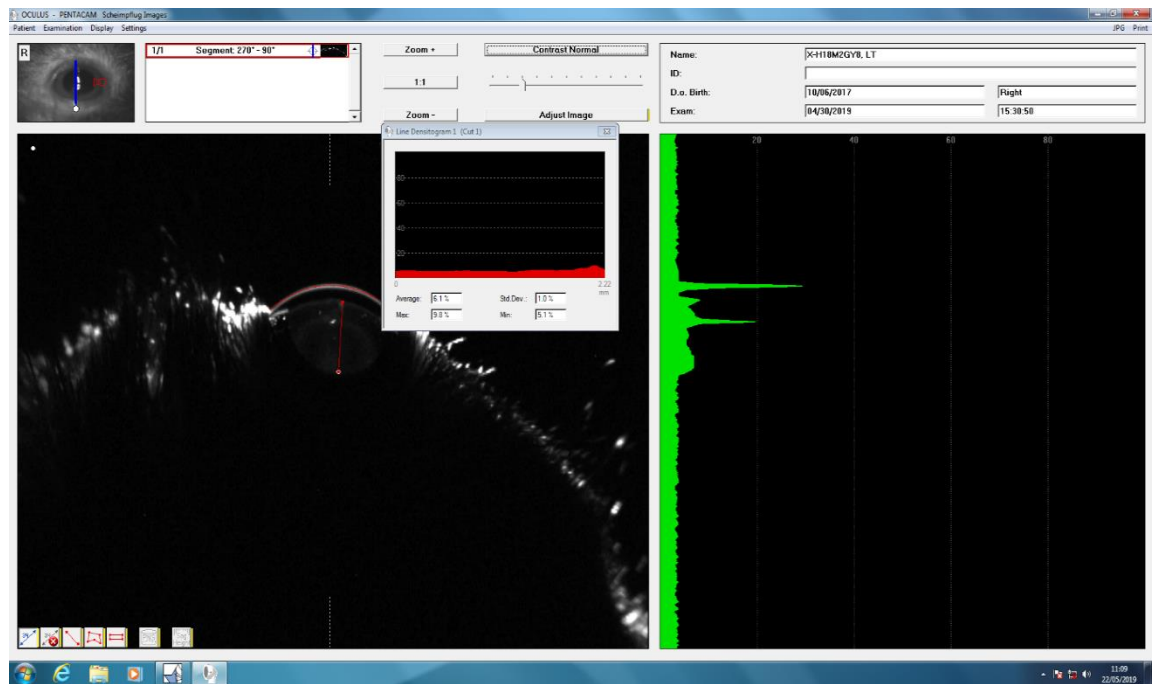 OCULUS - PENTACAM Scheimpflug Images
Patient Examination Display Settings
JPG Print
R
1/1 Segment: 270° - 90°
Zoom +
1:1
Zoom -
Contrast Normal
Adjust Image
Name: X-H18M2GY8, LT
ID:
D.o. Birth: 10/06/2017 Right
Exam: 04/30/2019 15:30:50
Line Densitogram 1 (Cut 1)
80
60
40
20
0 2.22
mm
Average: 6.1 % Std.Dev.: 1.0 %
Max: 9.8 % Min: 5.1 %
20 40 60 80
11:09
22/05/2019